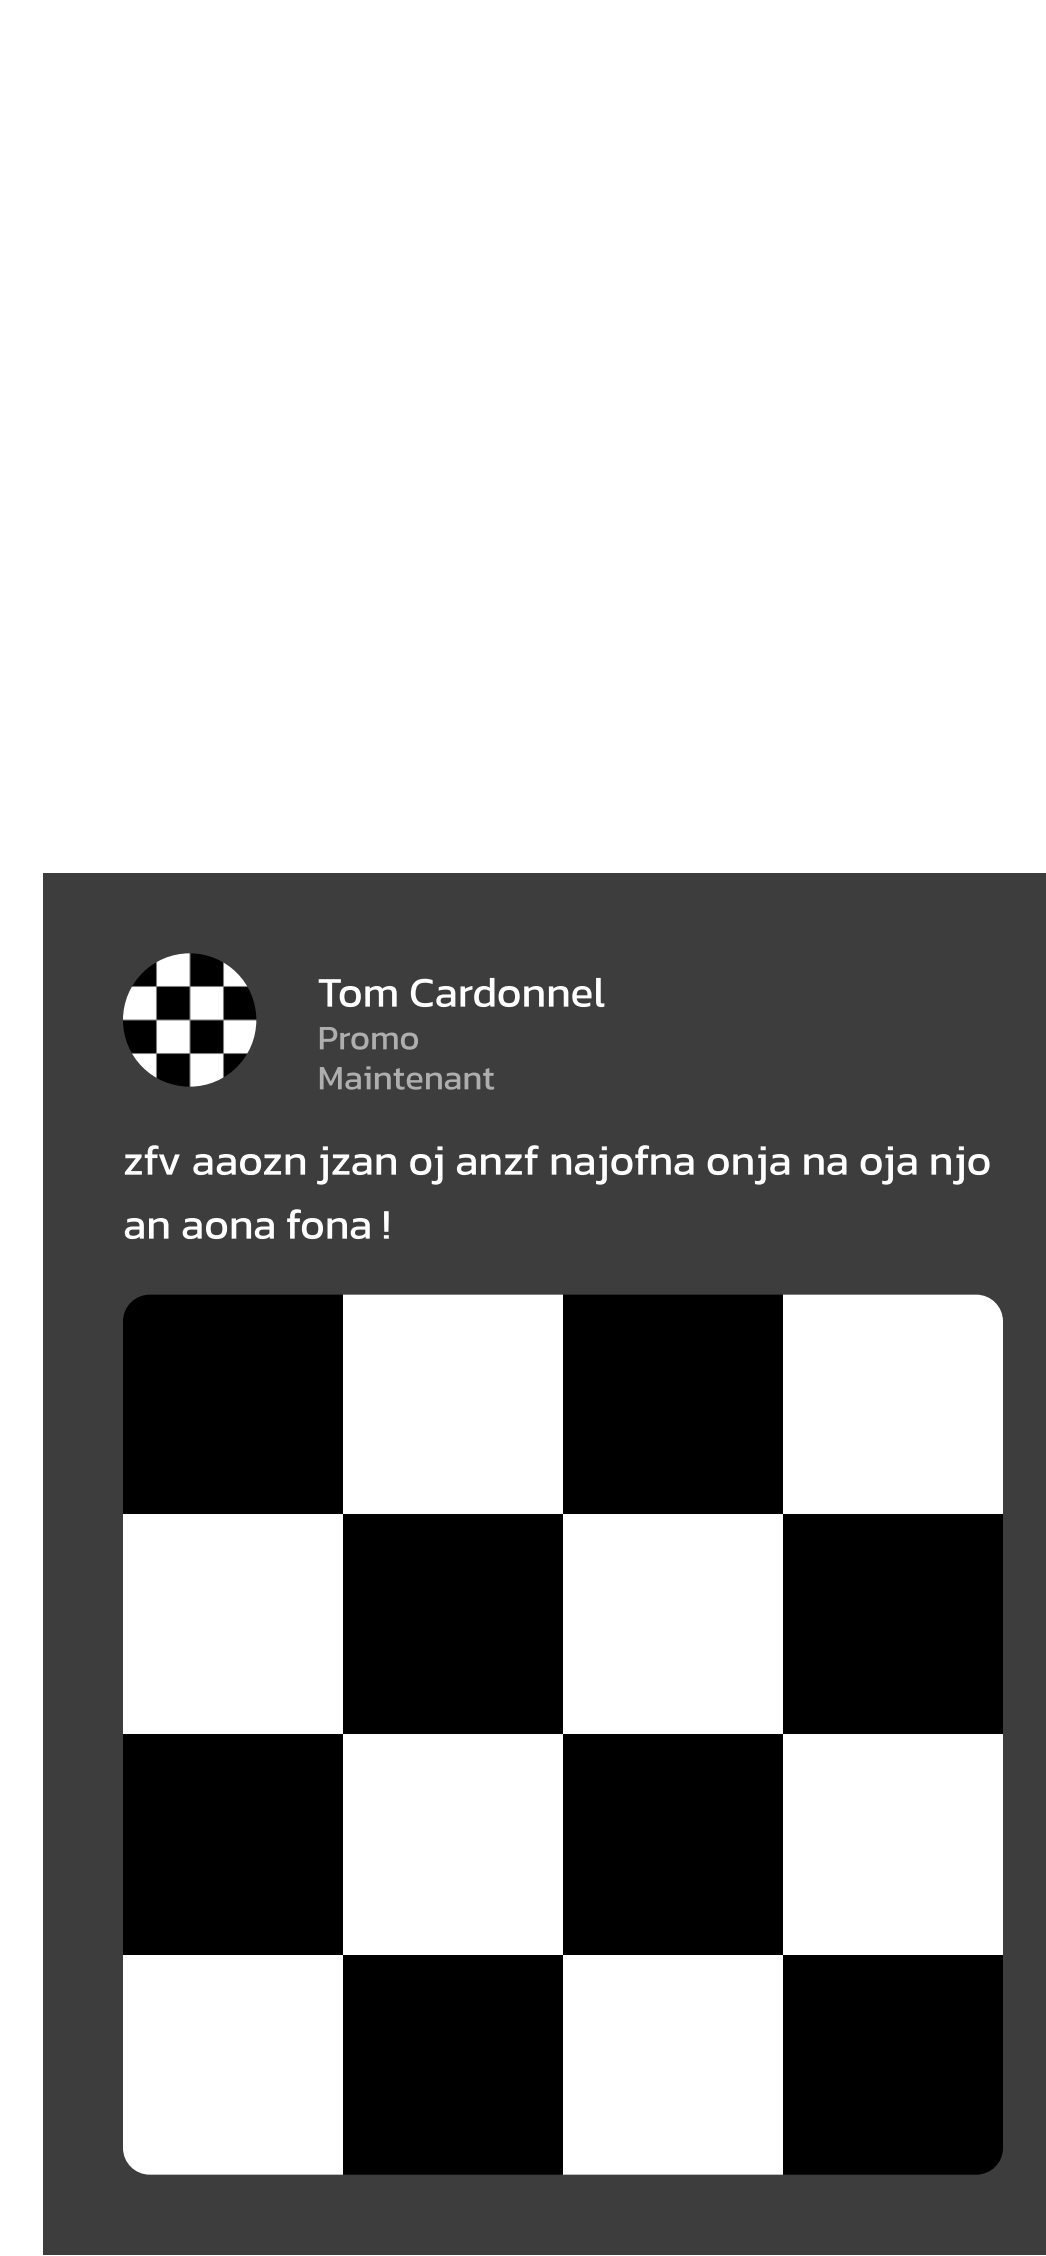 Tom Cardonnel
Promo
Maintenant
zfv aaozn jzan oj anzf najofna onja na oja njo
an aona fona !